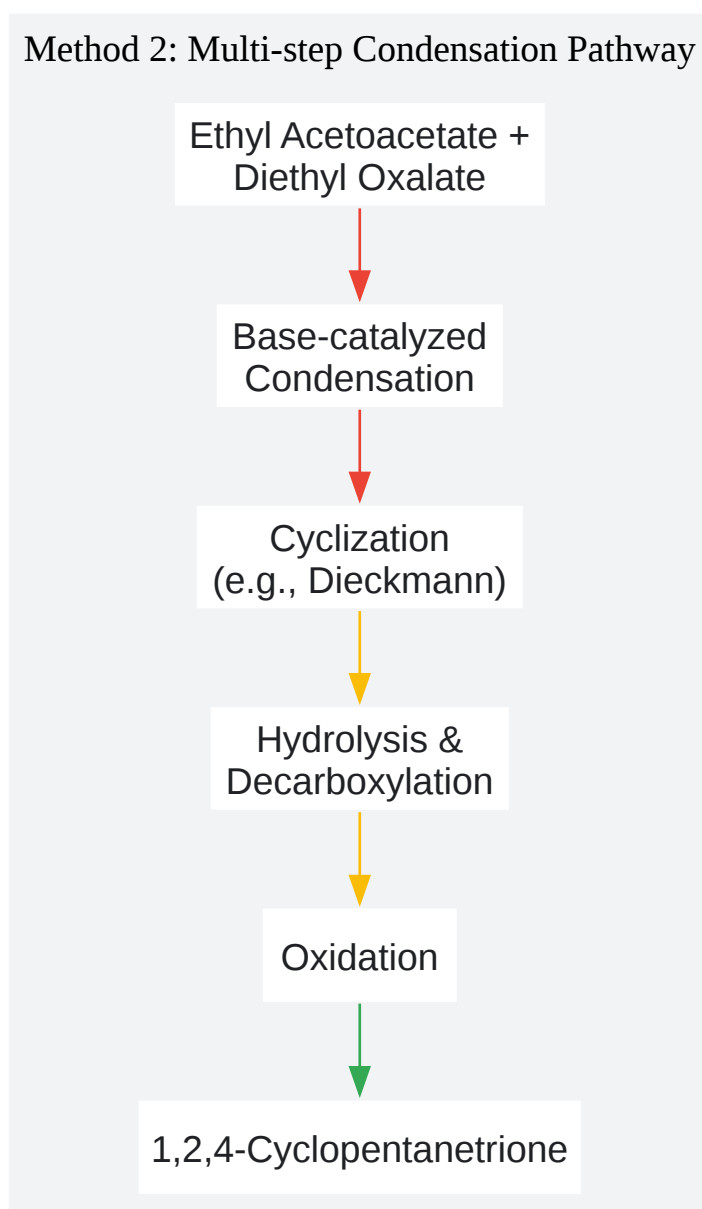 Method 2: Multi-step Condensation Pathway
Ethyl Acetoacetate +
Diethyl Oxalate
Base-catalyzed
Condensation
Cyclization
(e.g., Dieckmann)
Hydrolysis &
Decarboxylation
Oxidation
1,2,4-Cyclopentanetrione